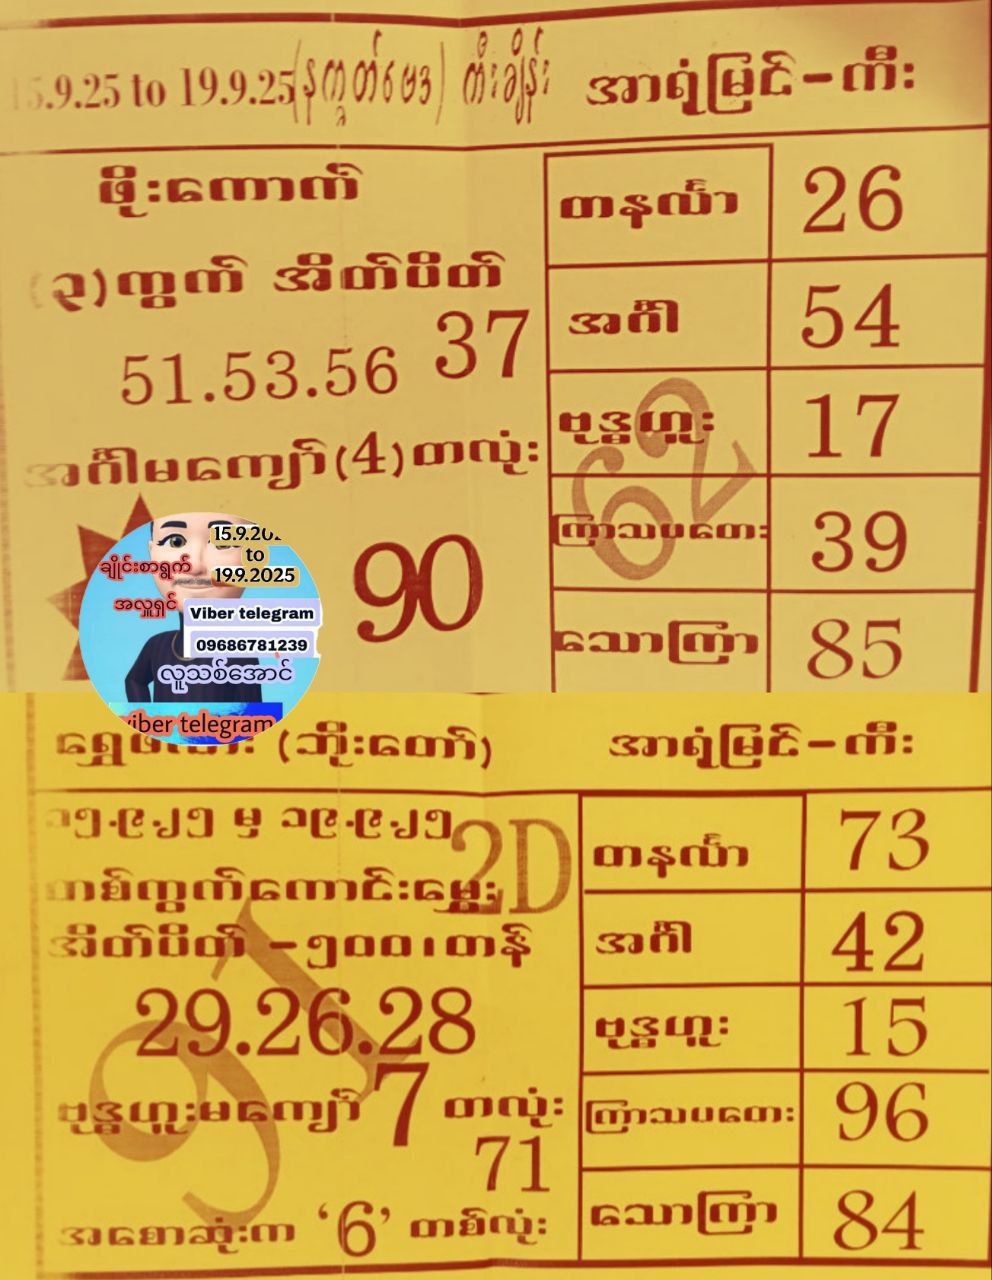 15.9.25 to 19.9.25(နက္ခတ်ဗေဒ) ကီးချိန်း အာရုံမြင်-ကီး
ဖိုးကောက်
(၃)ကွက် အိတ်ပိတ်
51.53.56 37
အင်္ဂါမကျော်(4)တလုံး
90
တနင်္လာ 26
အင်္ဂါ 54
ဗုဒ္ဓဟူး 17
62
ကြာသပတေး 39
သောကြာ 85
15.9.202
to
19.9.2025
ချိုင်းစာရွက်
အလှူရှင်
Viber telegram
09686781239
လူသစ်အောင်
viber telegram
(ဘိုးတော်) အာရုံမြင်-ကီး
၁၅.၉.၂၅ မှ ၁၉.၉.၂၅
2D
တစ်ကွက်ကောင်းမွေး
အိတ်ပိတ် -၅၀၀၊တန်
29.26.28
91
ဗုဒ္ဓဟူးမကျော် 7 တလုံး
71
အစောဆုံးက '6' တစ်လုံး
တနင်္လာ 73
အင်္ဂါ 42
ဗုဒ္ဓဟူး 15
ကြာသပတေး 96
သောကြာ 84